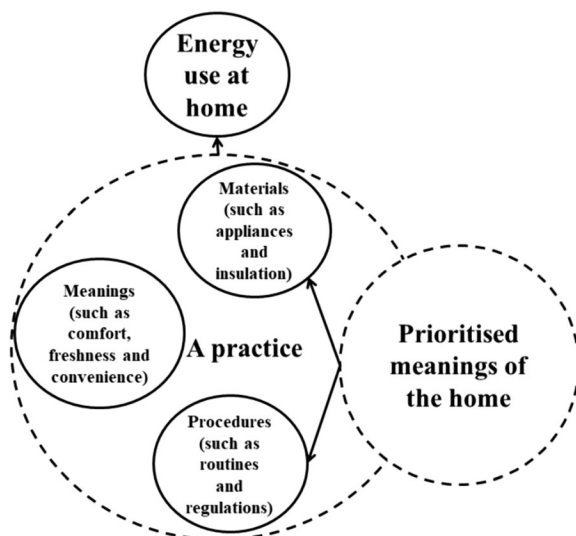 Energy
use at
home
Materials
(such as
appliances
and
insulation)
Meanings
(such as
comfort,
freshness and
convenience)
A practice
Prioritised
meanings of
the home
Procedures
(such as
routines
and
regulations)